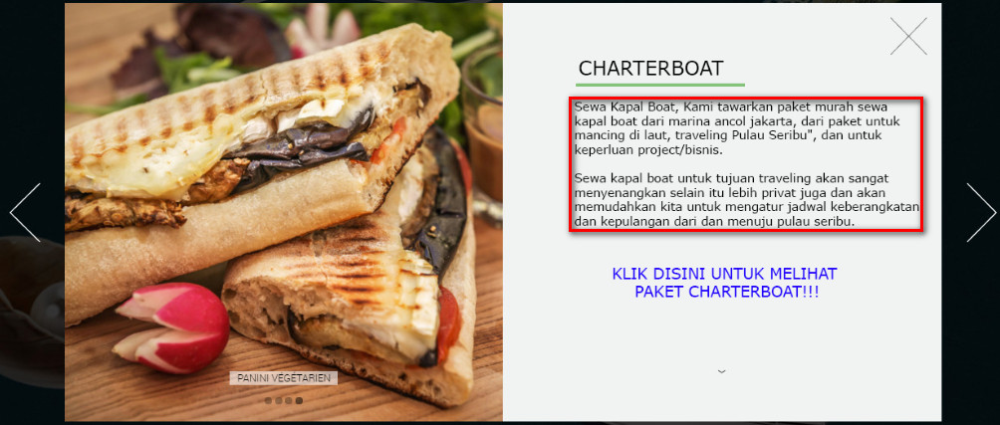 CHARTERBOAT
Sewa Kapal Boat, Kami tawarkan paket murah sewa
kapal boat dari marina ancol jakarta, dari paket untuk
mancing di laut, traveling Pulau Seribu", dan untuk
keperluan project/bisnis.
Sewa kapal boat untuk tujuan traveling akan sangat
menyenangkan selain itu lebih privat juga dan akan
memudahkan kita untuk mengatur jadwal keberangkatan
dan kepulangan dari dan menuju pulau seribu.
KLIK DISINI UNTUK MELIHAT
PAKET CHARTERBOAT!!!
PANINI VÉGÉTARIEN